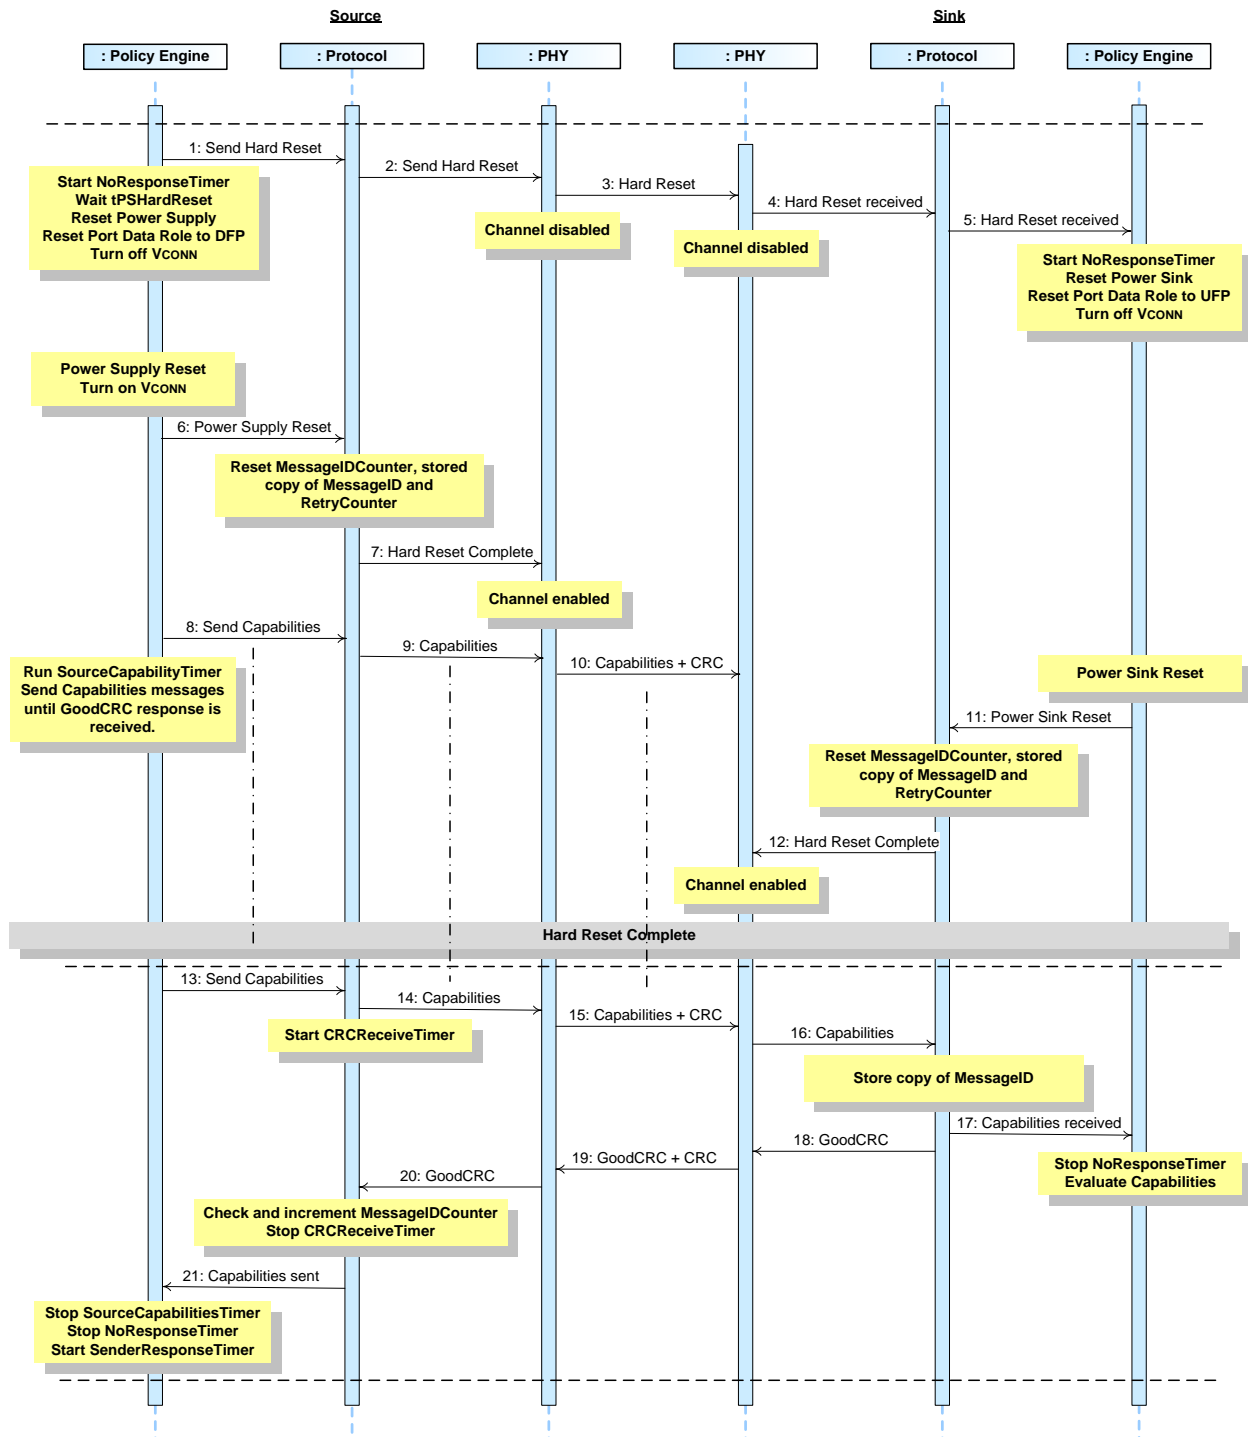 Source
Sink
: Policy Engine
: Protocol
: PHY
: PHY
: Protocol
: Policy Engine
1: Send Hard Reset
2: Send Hard Reset
3: Hard Reset
4: Hard Reset received
5: Hard Reset received
Start NoResponseTimer
Wait tPSHardReset
Reset Power Supply
Reset Port Data Role to DFP
Turn off VCONN
Channel disabled
Channel disabled
Start NoResponseTimer
Reset Power Sink
Reset Port Data Role to UFP
Turn off VCONN
Power Supply Reset
Turn on VCONN
6: Power Supply Reset
Reset MessageIDCounter, stored
copy of MessageID and
RetryCounter
7: Hard Reset Complete
Channel enabled
8: Send Capabilities
9: Capabilities
10: Capabilities + CRC
Run SourceCapabilityTimer
Send Capabilities messages
until GoodCRC response is
received.
Power Sink Reset
11: Power Sink Reset
Reset MessageIDCounter, stored
copy of MessageID and
RetryCounter
12: Hard Reset Complete
Channel enabled
Hard Reset Complete
13: Send Capabilities
14: Capabilities
15: Capabilities + CRC
16: Capabilities
Start CRCReceiveTimer
Store copy of MessageID
17: Capabilities received
18: GoodCRC
19: GoodCRC + CRC
20: GoodCRC
Stop NoResponseTimer
Evaluate Capabilities
Check and increment MessageIDCounter
Stop CRCReceiveTimer
21: Capabilities sent
Stop SourceCapabilitiesTimer
Stop NoResponseTimer
Start SenderResponseTimer